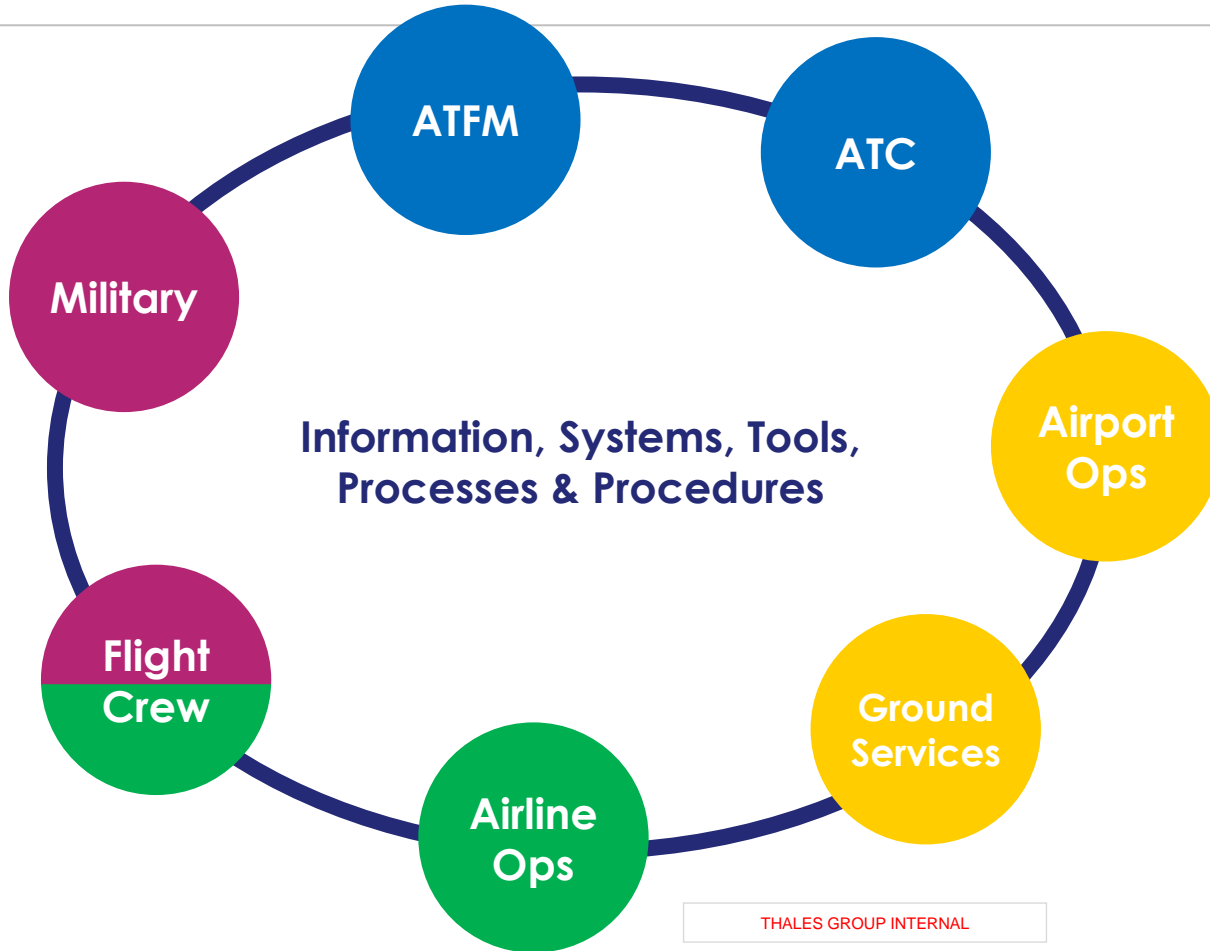 ATFM
ATC
Military
Airport
Ops
Information, Systems, Tools,
Processes & Procedures
Flight
Crew
Ground
Services
Airline
Ops
THALES GROUP INTERNAL